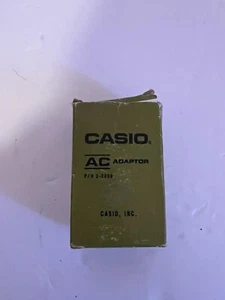 CASIO®
AC ADAPTOR
P/N
CASIO, INC.